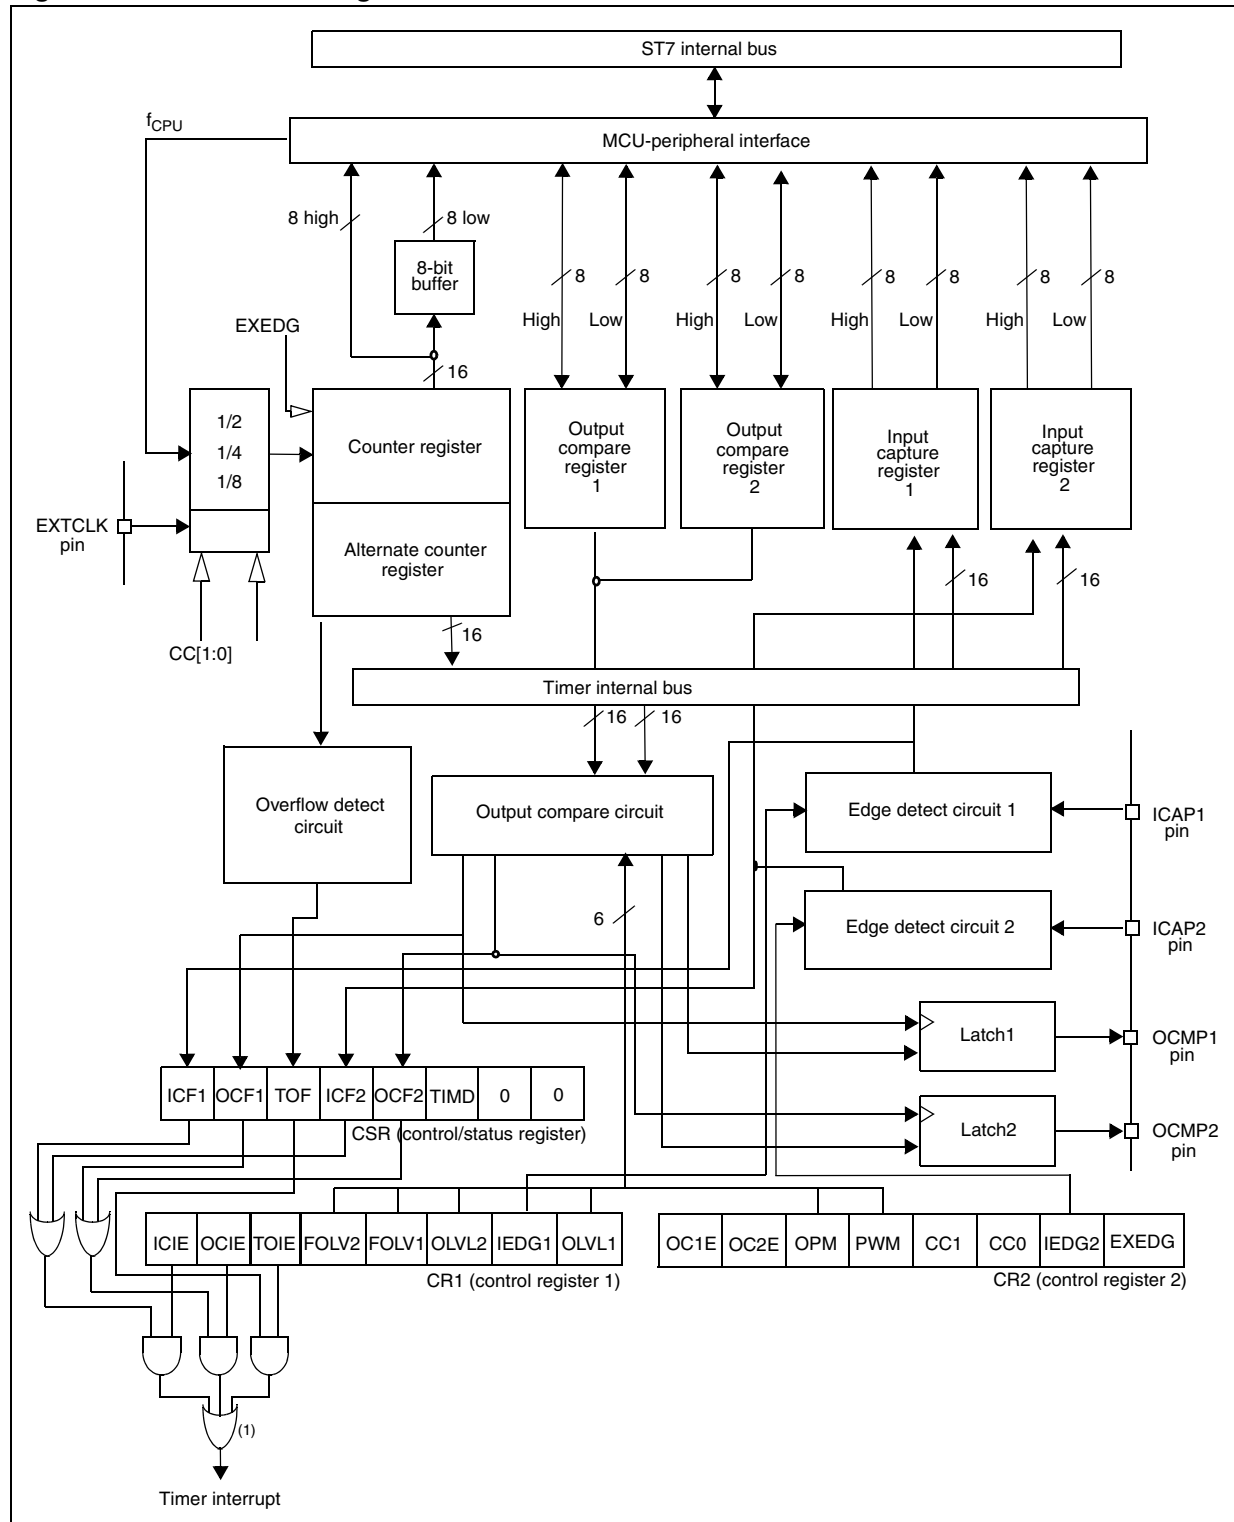 ST7 internal bus
fCPU
MCU-peripheral interface
8 high
8 low
8-bit
buffer
8
8
8
8
8
8
8
8
High
Low
High
Low
High
Low
High
Low
EXEDG
16
1/2
1/4
1/8
Counter register
Output
compare
register
1
Output
compare
register
2
Input
capture
register
1
Input
capture
register
2
EXTCLK
pin
Alternate counter
register
16
16
16
CC[1:0]
Timer internal bus
16
16
Overflow detect
circuit
Output compare circuit
Edge detect circuit 1
ICAP1
pin
6
Edge detect circuit 2
ICAP2
pin
Latch1
OCMP1
pin
ICF1
OCF1
TOF
ICF2
OCF2
TIMD
0
0
CSR (control/status register)
Latch2
OCMP2
pin
ICIE
OCIE
TOIE
FOLV2
FOLV1
OLVL2
IEDG1
OLVL1
CR1 (control register 1)
OC1E
OC2E
OPM
PWM
CC1
CC0
IEDG2
EXEDG
CR2 (control register 2)
(1)
Timer interrupt